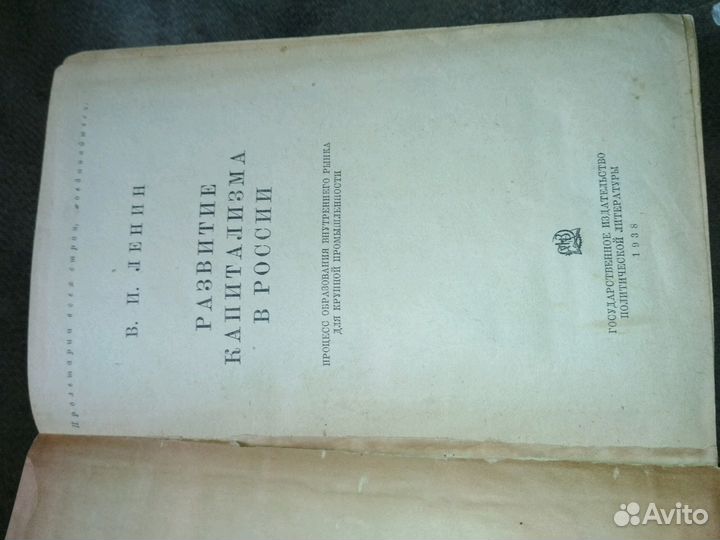 Пролетарии всех стран, соединяйтесь!
В. И. ЛЕНИН
РАЗВИТИЕ
КАПИТАЛИЗМА
В РОССИИ
ПРОЦЕСС ОБРАЗОВАНИЯ ВНУТРЕННЕГО РЫНКА
ДЛЯ КРУПНОЙ ПРОМЫШЛЕННОСТИ
ГОСУДАРСТВЕННОЕ ИЗДАТЕЛЬСТВО
ПОЛИТИЧЕСКОЙ ЛИТЕРАТУРЫ
1938
Avito